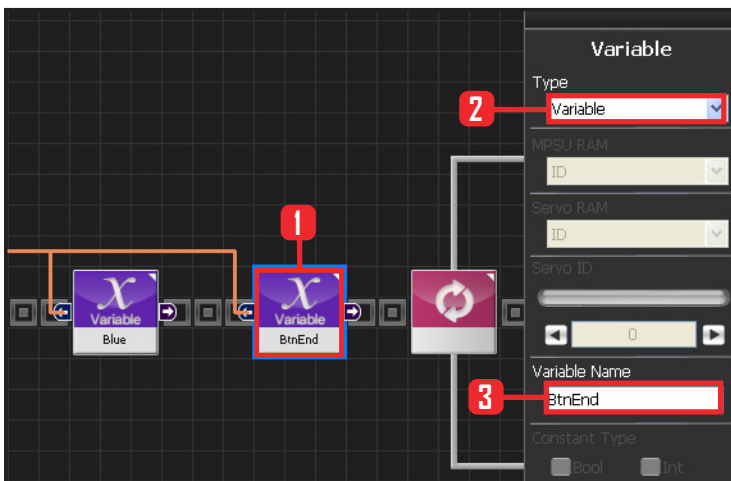 Variable
Type
2
Variable
MPSU RAM
ID
Servo RAM
ID
1
Servo ID
X
Variable
Blue
X
Variable
BtnEnd
0
Variable Name
3
BtnEnd
Constant Type
Bool
Int